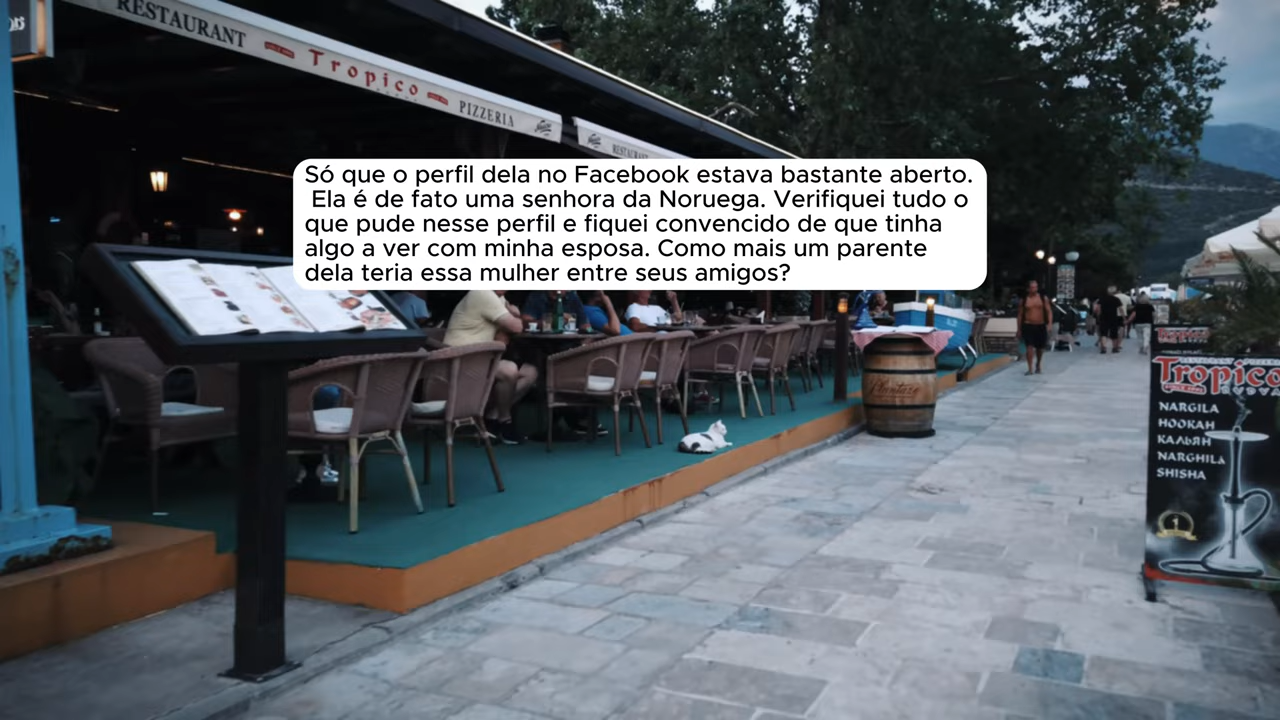 RESTAURANT Tropico PIZZERIA
RESTAURANT
Só que o perfil dela no Facebook estava bastante aberto.
Ela é de fato uma senhora da Noruega. Verifiquei tudo o
que pude nesse perfil e fiquei convencido de que tinha
algo a ver com minha esposa. Como mais um parente
dela teria essa mulher entre seus amigos?
Tropico
NARGILA
HOOKAH
КАЛЬЯН
NARGHILA
SHISHA